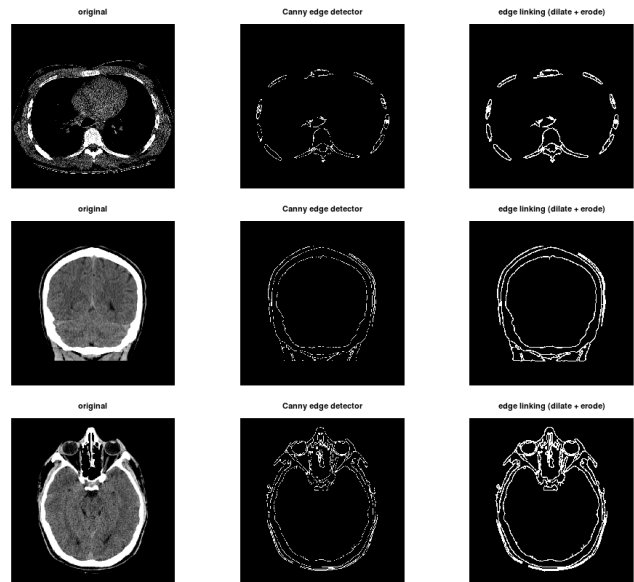 original
Canny edge detector
edge linking (dilate + erode)
original
Canny edge detector
edge linking (dilate + erode)
original
Canny edge detector
edge linking (dilate + erode)